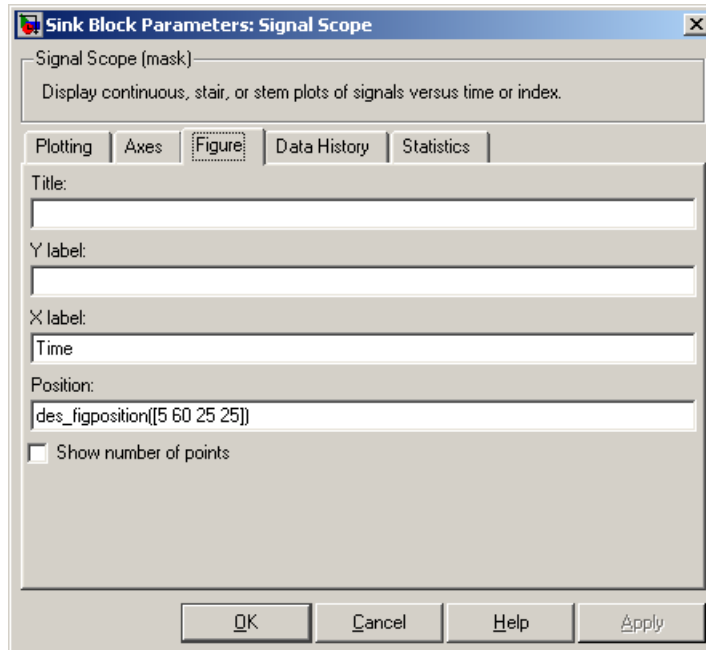 Sink Block Parameters: Signal Scope
Signal Scope (mask)
Display continuous, stair, or stem plots of signals versus time or index.
Plotting Axes Figure Data History Statistics
Title:
Y label:
X label:
Time
Position:
des_figposition([5 60 25 25])
Show number of points
OK Cancel Help Apply